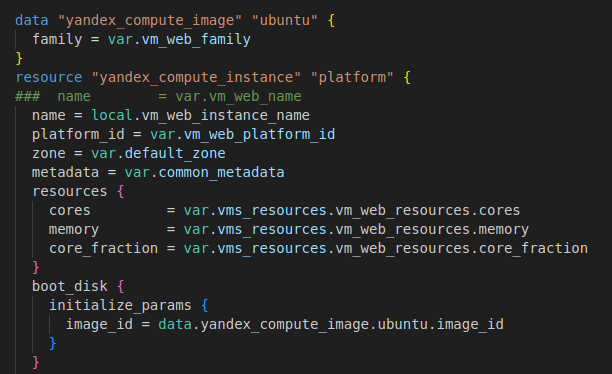 data "yandex_compute_image" "ubuntu" {
  family = var.vm_web_family
}
resource "yandex_compute_instance" "platform" {
###  name        = var.vm_web_name
  name = local.vm_web_instance_name
  platform_id = var.vm_web_platform_id
  zone = var.default_zone
  metadata = var.common_metadata
  resources {
    cores         = var.vms_resources.vm_web_resources.cores
    memory        = var.vms_resources.vm_web_resources.memory
    core_fraction = var.vms_resources.vm_web_resources.core_fraction
  }
  boot_disk {
    initialize_params {
      image_id = data.yandex_compute_image.ubuntu.image_id
    }
  }